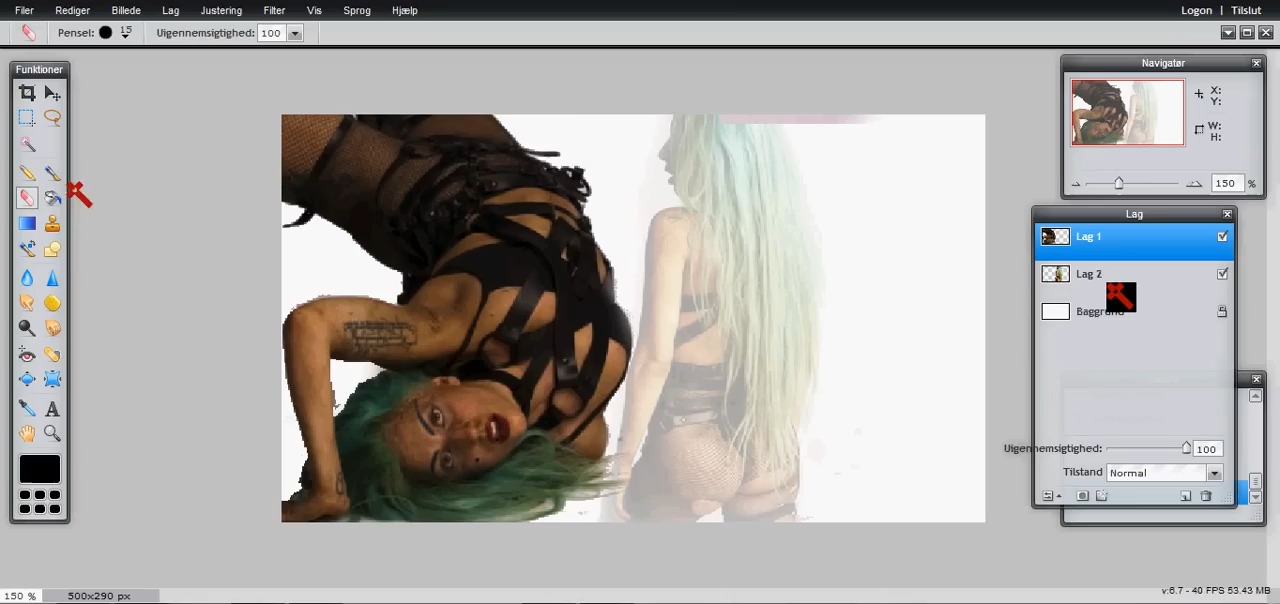 Filer Rediger Billede Lag Justering Filter Vis Sprog Hjælp Logon | Tilslut
Pensel: 15 Uigennemsigtighed: 100
Funktioner
Navigatør
X:
Y:
W:
H:
150 %
Lag
Lag 1
Lag 2
Baggrund
Uigennemsigtighed: 100
Tilstand Normal
150 % 500x290 px
v:6.7 - 40 FPS 53.43 MB